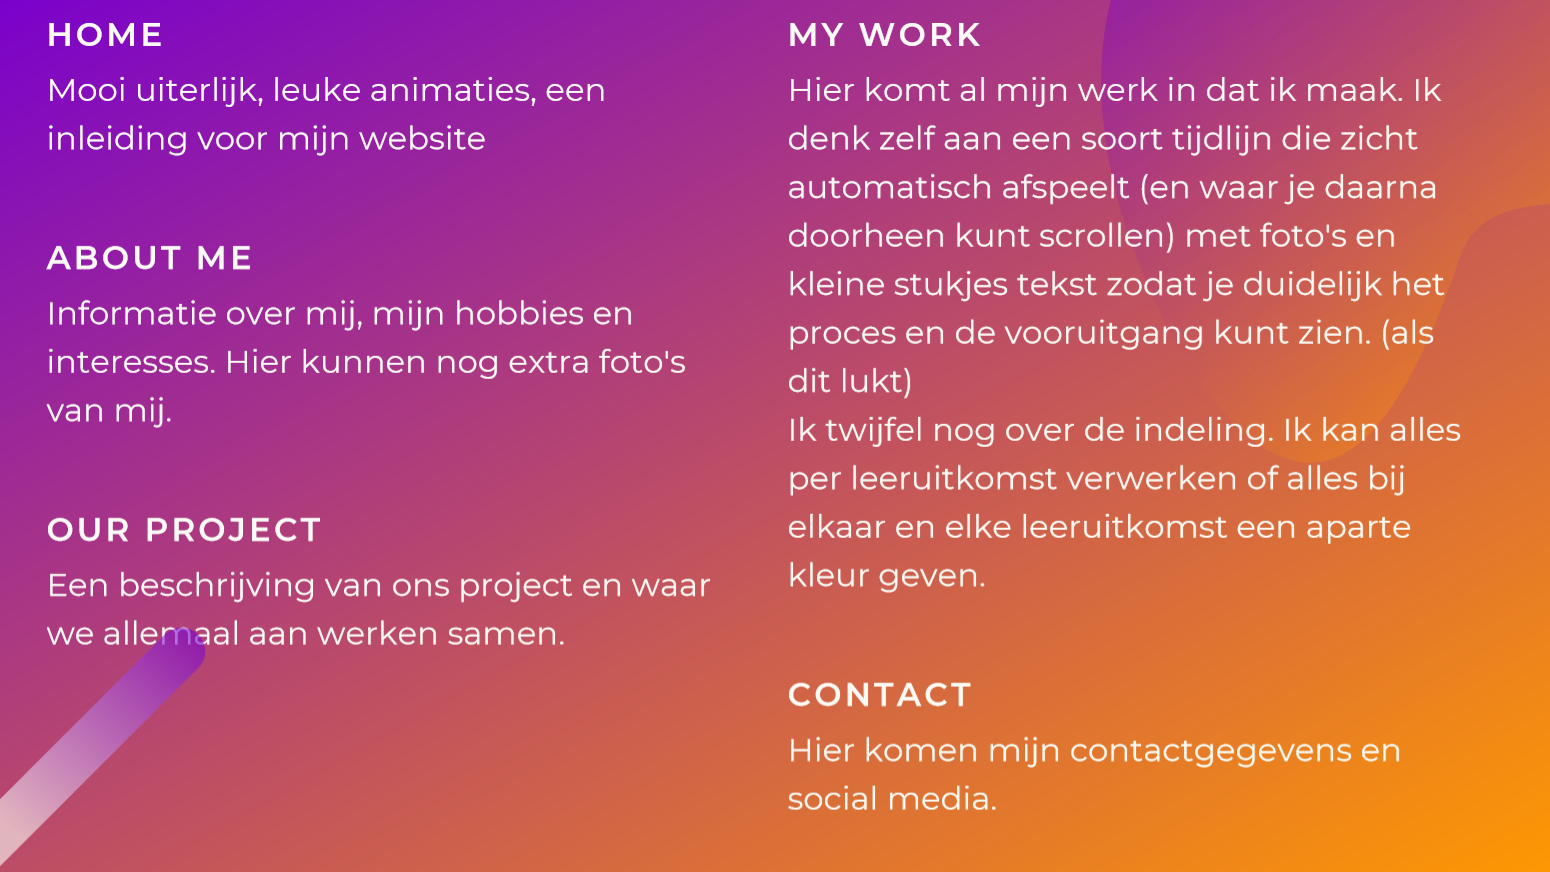 HOME
Mooi uiterlijk, leuke animaties, een
inleiding voor mijn website
ABOUT ME
Informatie over mij, mijn hobbies en
interesses. Hier kunnen nog extra foto's
van mij.
OUR PROJECT
Een beschrijving van ons project en waar
we allemaal aan werken samen.
MY WORK
Hier komt al mijn werk in dat ik maak. Ik
denk zelf aan een soort tijdlijn die zicht
automatisch afspeelt (en waar je daarna
doorheen kunt scrollen) met foto's en
kleine stukjes tekst zodat je duidelijk het
proces en de vooruitgang kunt zien. (als
dit lukt)
Ik twijfel nog over de indeling. Ik kan alles
per leeruitkomst verwerken of alles bij
elkaar en elke leeruitkomst een aparte
kleur geven.
CONTACT
Hier komen mijn contactgegevens en
social media.